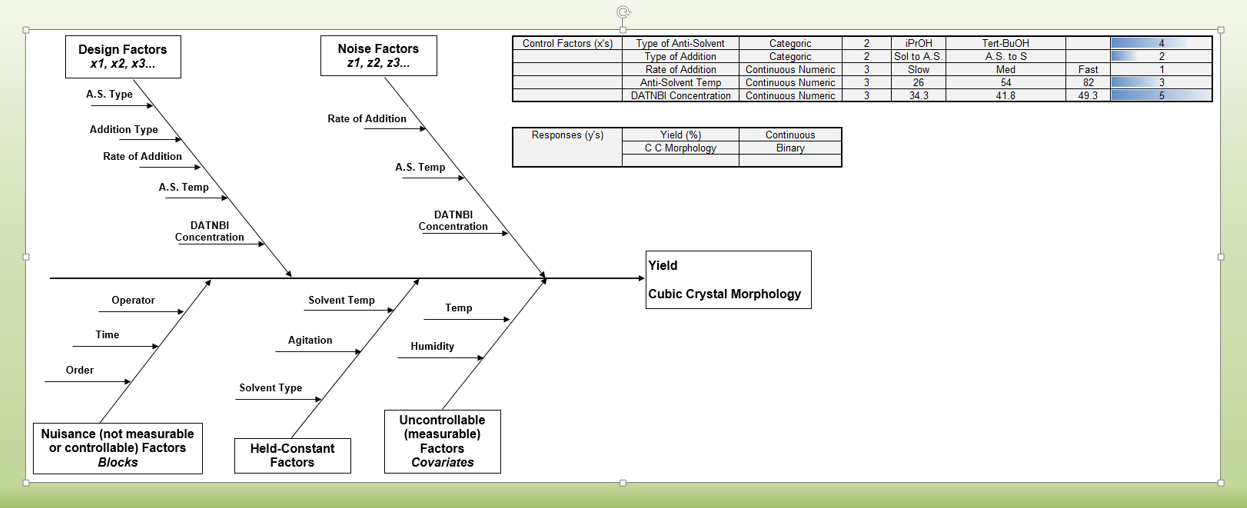 Design Factors
x1, x2, x3...
A.S. Type
Addition Type
Rate of Addition
A.S. Temp
DATNBI
Concentration
Noise Factors
z1, z2, z3...
Rate of Addition
A.S. Temp
DATNBI
Concentration
Control Factors (x's) Type of Anti-Solvent Categoric 2 iPrOH Tert-BuOH 4
Type of Addition Categoric 2 Sol to A.S. A.S. to S 2
Rate of Addition Continuous Numeric 3 Slow Med Fast 1
Anti-Solvent Temp Continuous Numeric 3 26 54 82 3
DATNBI Concentration Continuous Numeric 3 34.3 41.8 49.3 5
Responses (y's) Yield (%) Continuous
C C Morphology Binary
Yield
Cubic Crystal Morphology
Operator
Time
Order
Nuisance (not measurable
or controllable) Factors
Blocks
Solvent Temp
Agitation
Solvent Type
Held-Constant
Factors
Temp
Humidity
Uncontrollable
(measurable)
Factors
Covariates